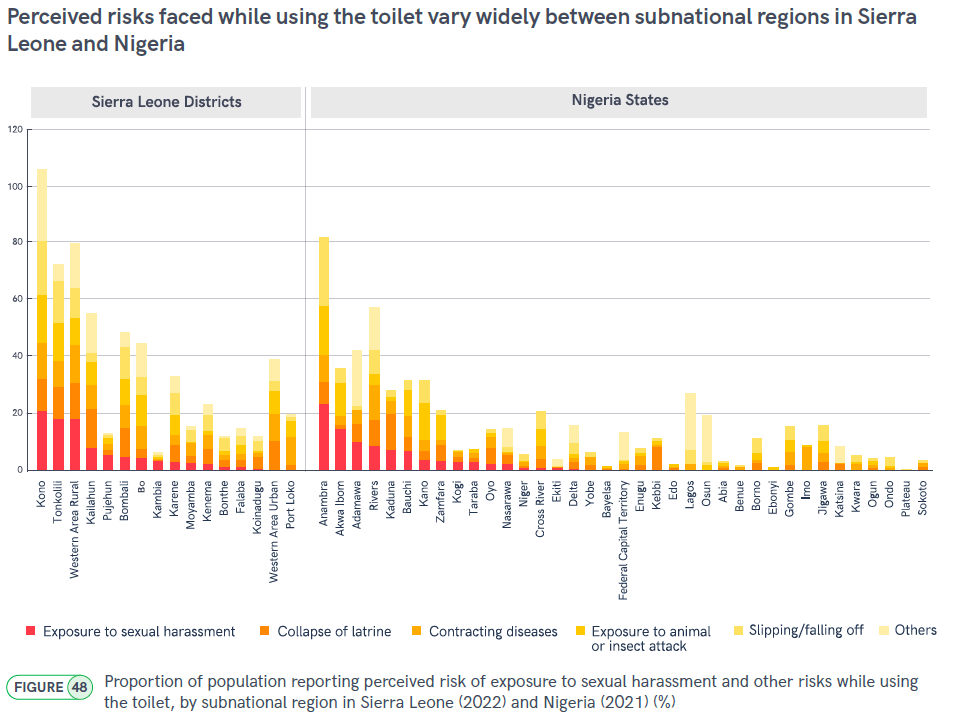 Perceived risks faced while using the toilet vary widely between subnational regions in Sierra
Leone and Nigeria
Sierra Leone Districts
Nigeria States
120
100
80
60
40
20
0
Kono
Tonkolili
Western Area Rural
Kailahun
Pujehun
Bombali
Bo
Kambia
Karene
Moyamba
Kenema
Bonthe
Falaba
Koinadugu
Western Area Urban
Port Loko
Anambra
Akwa Ibom
Adamawa
Rivers
Kaduna
Bauchi
Kano
Zamfara
Kogi
Taraba
Oyo
Nasarawa
Niger
Cross River
Ekiti
Delta
Yobe
Bayelsa
Federal Capital Territory
Enugu
Kebbi
Edo
Lagos
Osun
Abia
Benue
Borno
Ebonyi
Gombe
Imo
Jigawa
Katsina
Kwara
Ogun
Ondo
Plateau
Sokoto
Exposure to sexual harassment
Collapse of latrine
Contracting diseases
Exposure to animal
or insect attack
Slipping/falling off
Others
FIGURE 48
Proportion of population reporting perceived risk of exposure to sexual harassment and other risks while using
the toilet, by subnational region in Sierra Leone (2022) and Nigeria (2021) (%)